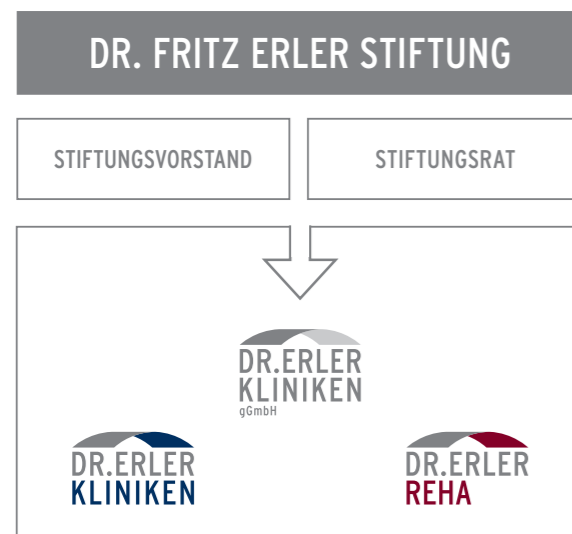 DR. FRITZ ERLER STIFTUNG
STIFTUNGSVORSTAND
STIFTUNGSRAT
DR.ERLER
KLINIKEN
gGmbH
DR.ERLER
KLINIKEN
DR.ERLER
REHA